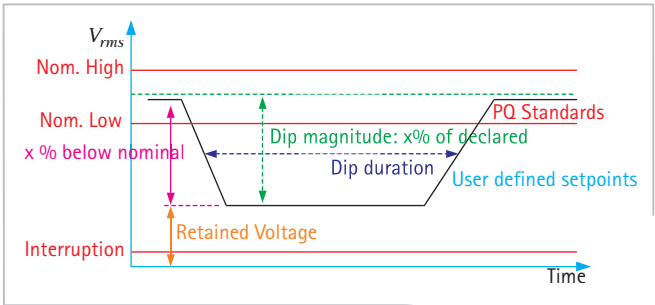 Vrms
Nom. High
Nom. Low
PQ Standards
Dip magnitude: x% of declared
x % below nominal
Dip duration
User defined setpoints
Retained Voltage
Interruption
Time